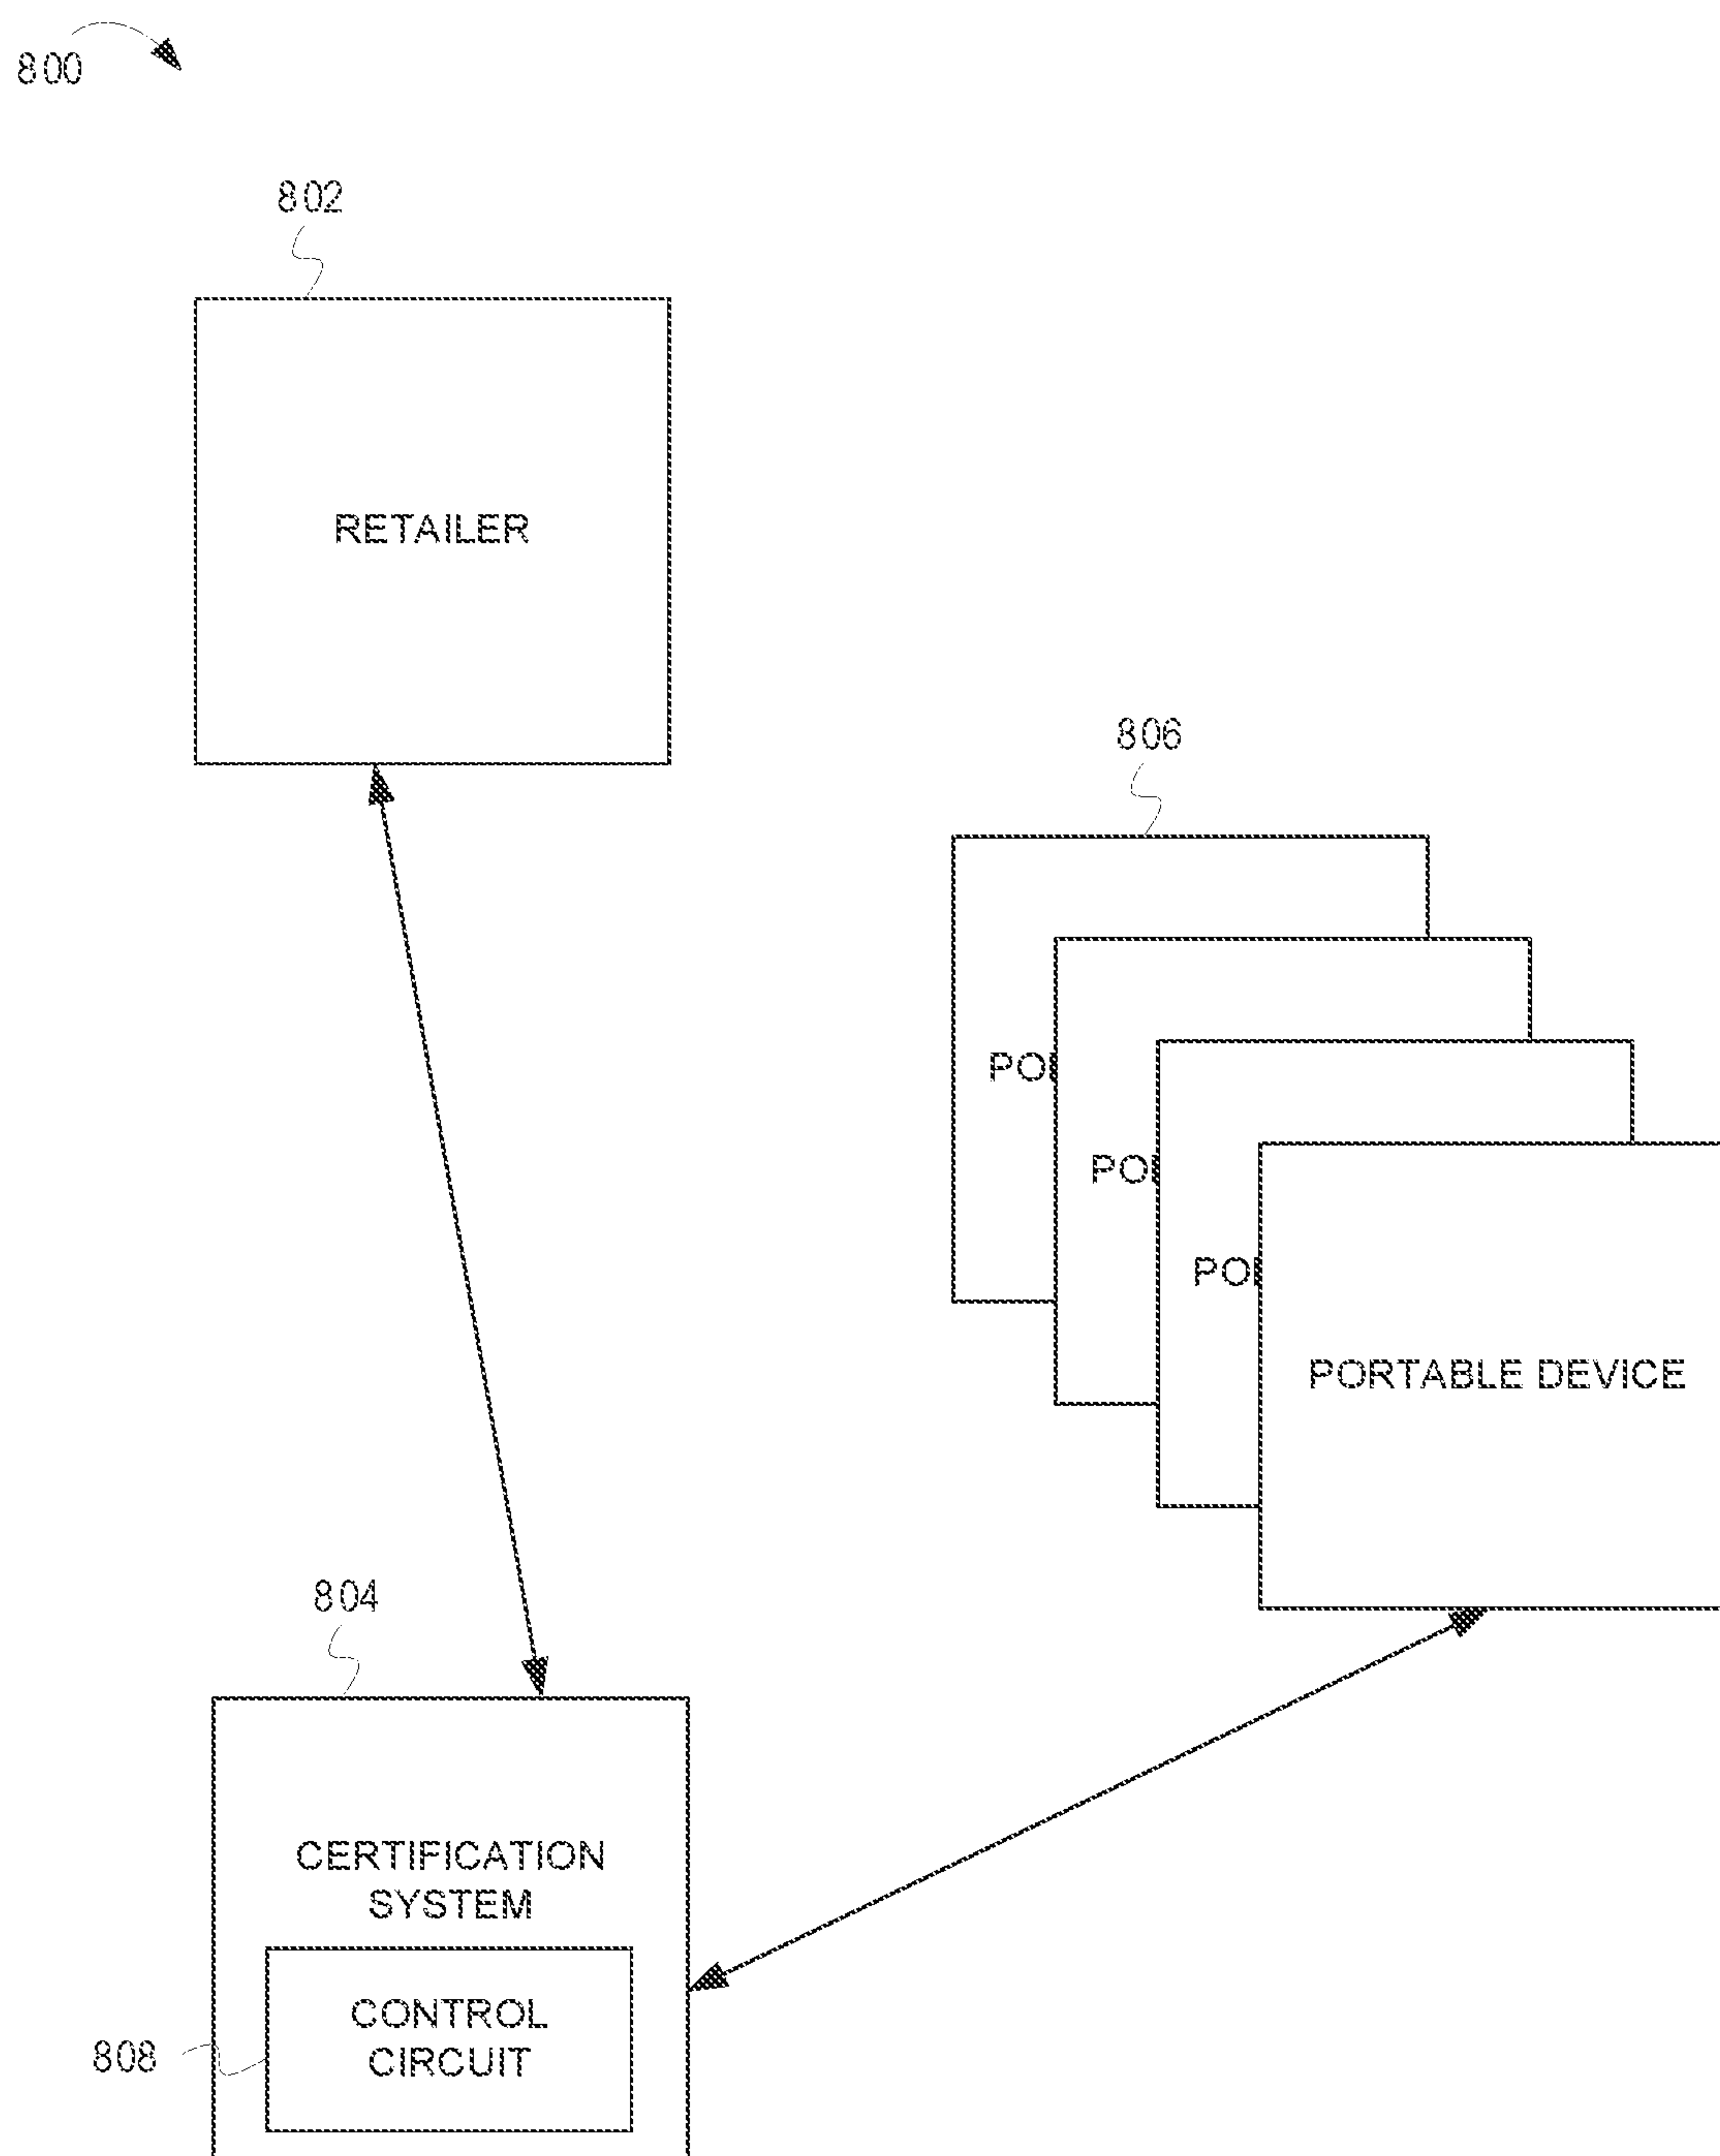 800
802
RETAILER
806
PO
PO
PO
PORTABLE DEVICE
804
CERTIFICATION
SYSTEM
CONTROL
CIRCUIT
808